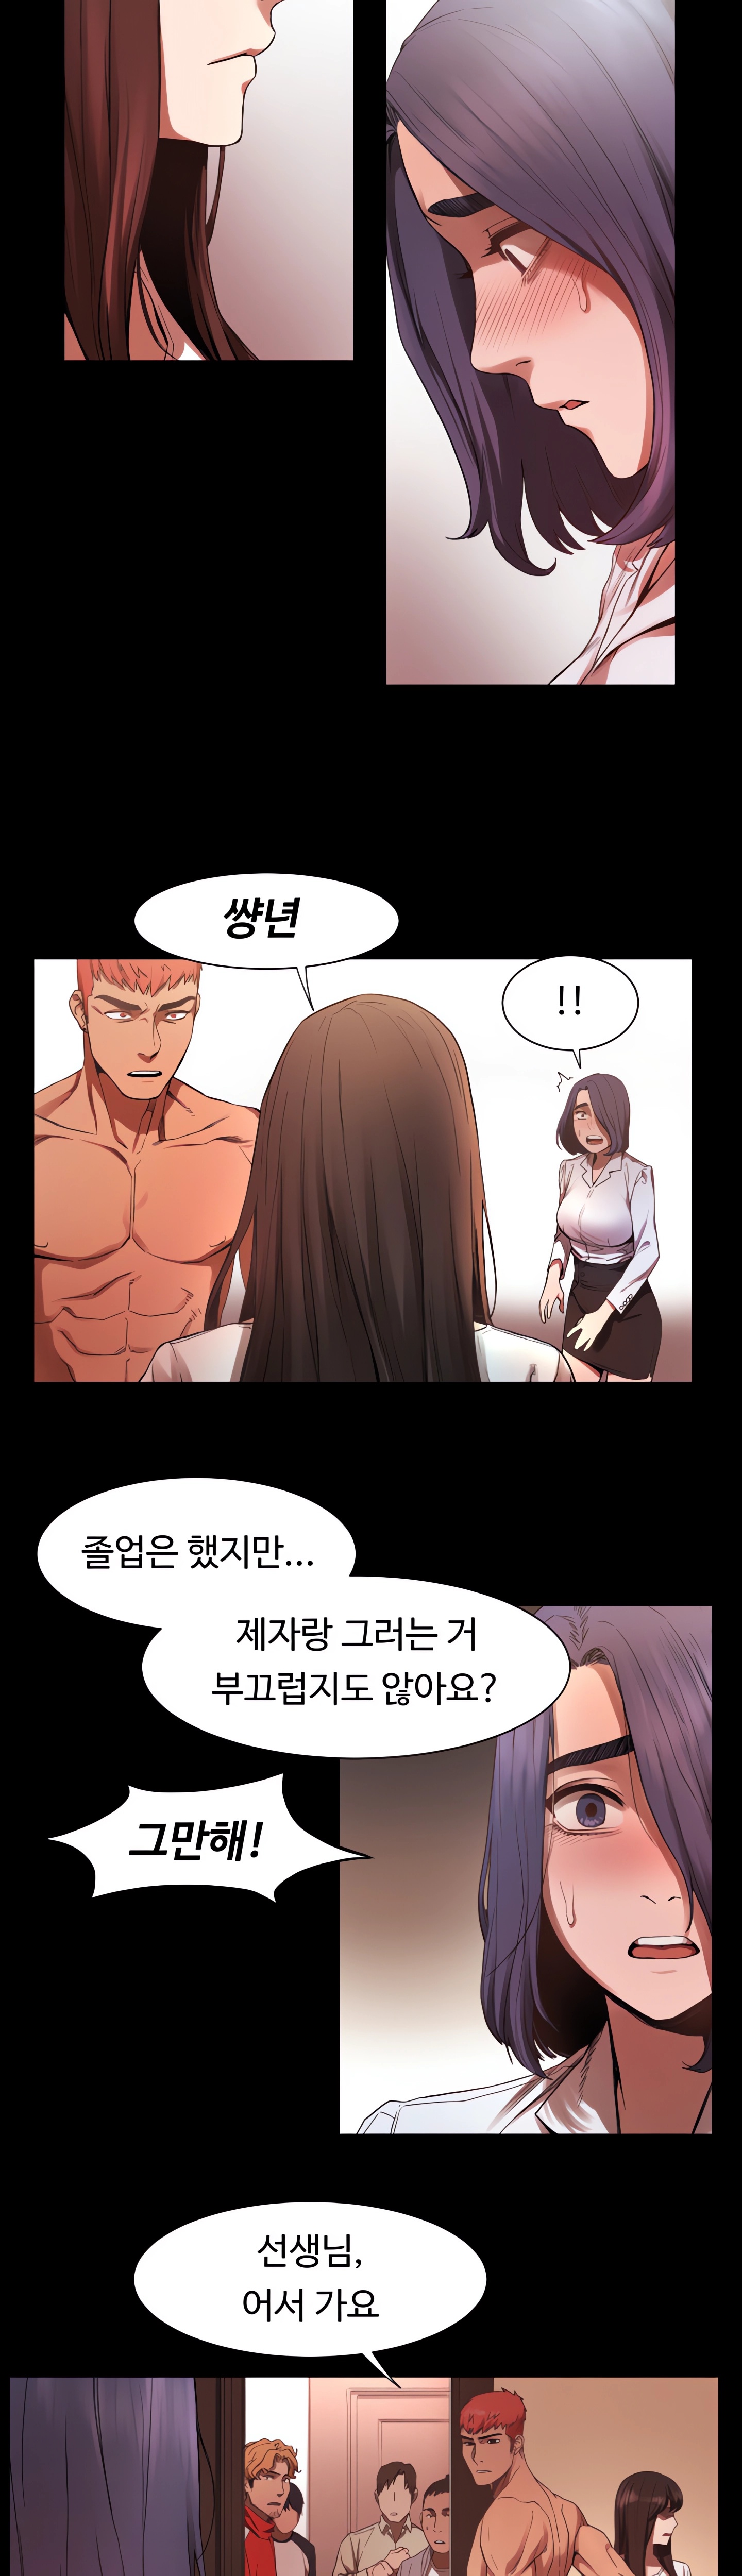 썅년
!!
졸업은 했지만...
제자랑 그러는 거
부끄럽지도 않아요?
그만해!
선생님,
어서 가요